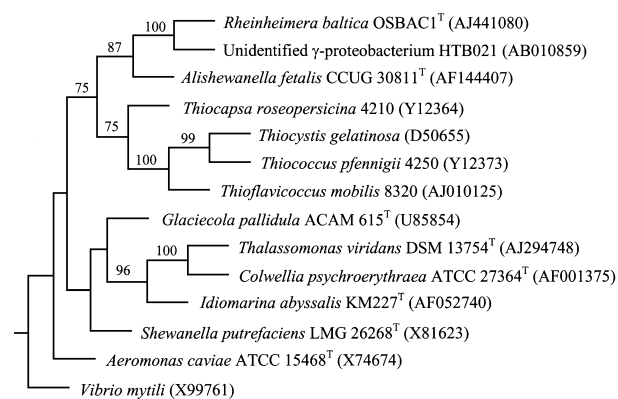 100
Rheinheimera baltica OSBAC1T (AJ441080)
87
Unidentified γ-proteobacterium HTB021 (AB010859)
Alishewanella fetalis CCUG 30811T (AF144407)
75
Thiocapsa roseopersicina 4210 (Y12364)
75
99
Thiocystis gelatinosa (D50655)
100
Thiococcus pfennigii 4250 (Y12373)
Thioflavicoccus mobilis 8320 (AJ010125)
Glaciecola pallidula ACAM 615T (U85854)
100
Thalassomonas viridans DSM 13754T (AJ294748)
96
Colwellia psychroerythraea ATCC 27364T (AF001375)
Idiomarina abyssalis KM227T (AF052740)
Shewanella putrefaciens LMG 26268T (X81623)
Aeromonas caviae ATCC 15468T (X74674)
Vibrio mytili (X99761)